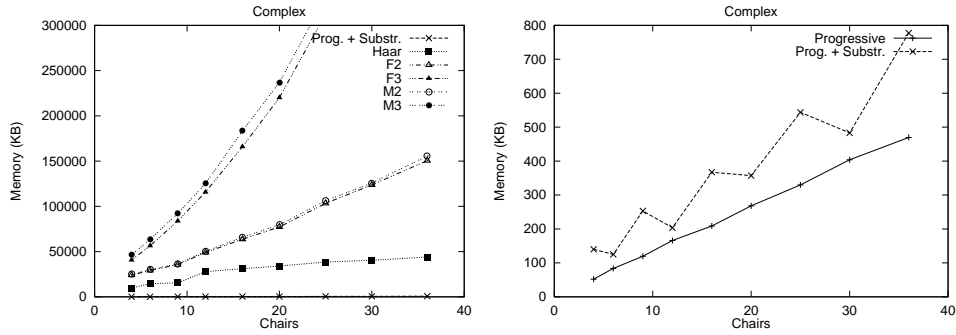 Complex
300000
250000
200000
150000
100000
50000
0
Memory (KB)
Prog. + Substr.
Haar
F2
F3
M2
M3
0 10 20 30 40
Chairs
Complex
800
700
600
500
400
300
200
100
0
Memory (KB)
Progressive
Prog. + Substr.
0 10 20 30 40
Chairs